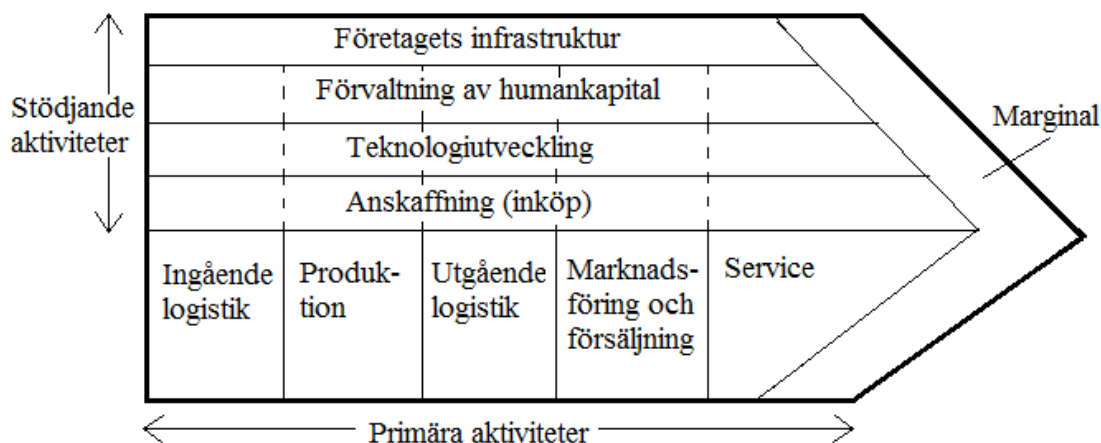 Företagets infrastruktur
Förvaltning av humankapital
Teknologiutveckling
Anskaffning (inköp)
Stödjande
aktiviteter
Marginal
Ingående
logistik
Produk-
tion
Utgående
logistik
Marknads-
föring och
försäljning
Service
Primära aktiviteter